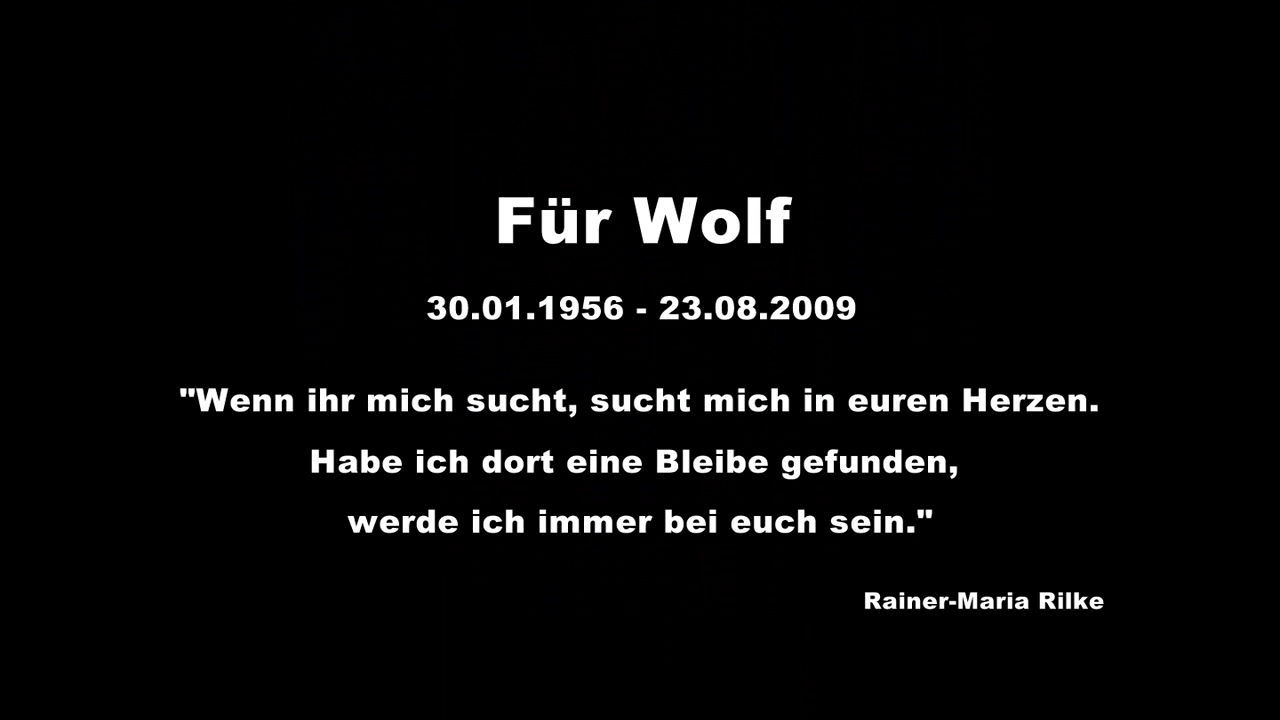 Für Wolf
30.01.1956 - 23.08.2009
"Wenn ihr mich sucht, sucht mich in euren Herzen.
Habe ich dort eine Bleibe gefunden,
werde ich immer bei euch sein."
Rainer-Maria Rilke